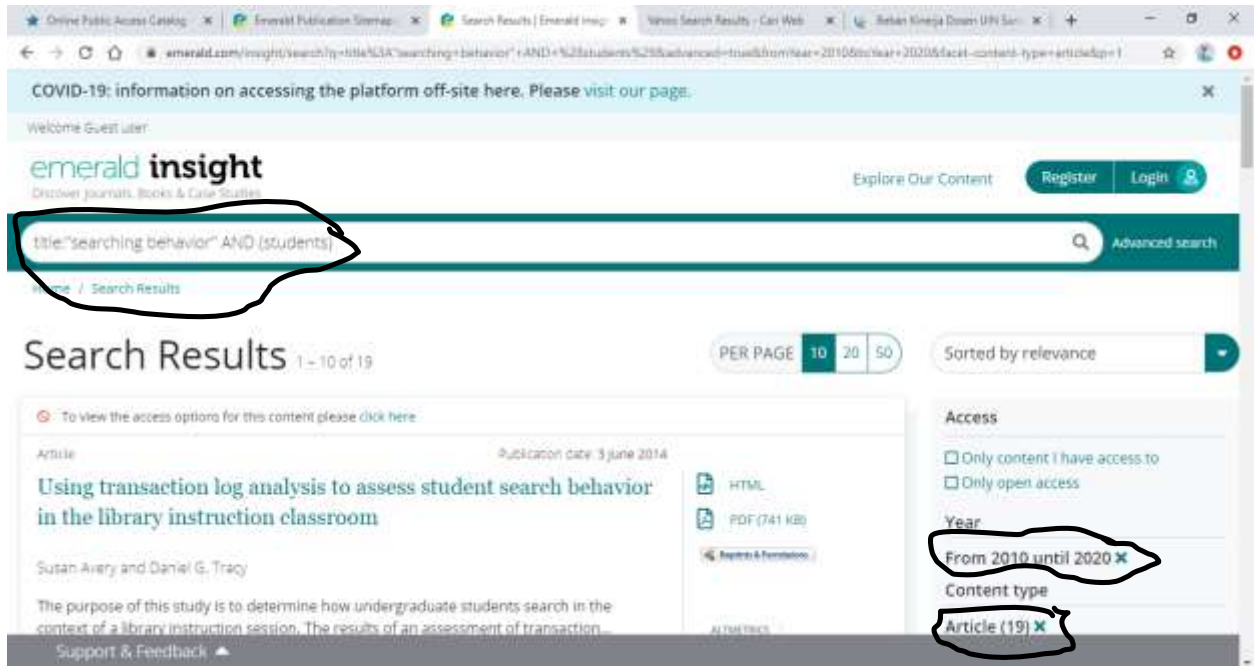 Online Public Access Catalog
Emerald Publication Sitemap
Search Results | Emerald Insig
Yahoo Search Results - Cari Web
COVID-19: information on accessing the platform off-site here. Please visit our page.
Welcome Guest user
emerald insight
Discover Journals, Books & Case Studies
Explore Our Content
Register
Login
title:"searching behavior" AND (students)
Advanced search
Home / Search Results
Search Results 1 – 10 of 19
PER PAGE 10 20 50
Sorted by relevance
To view the access options for this content please click here
Article
Publication date: 3 June 2014
Using transaction log analysis to assess student search behavior
in the library instruction classroom
Susan Avery and Daniel G. Tracy
The purpose of this study is to determine how undergraduate students search in the
context of a library instruction session. The results of an assessment of transaction...
HTML
PDF (741 KB)
Reprints & Permissions
ALTMETRICS
Access
Only content I have access to
Only open access
Year
From 2010 until 2020
Content type
Article (19)
Support & Feedback